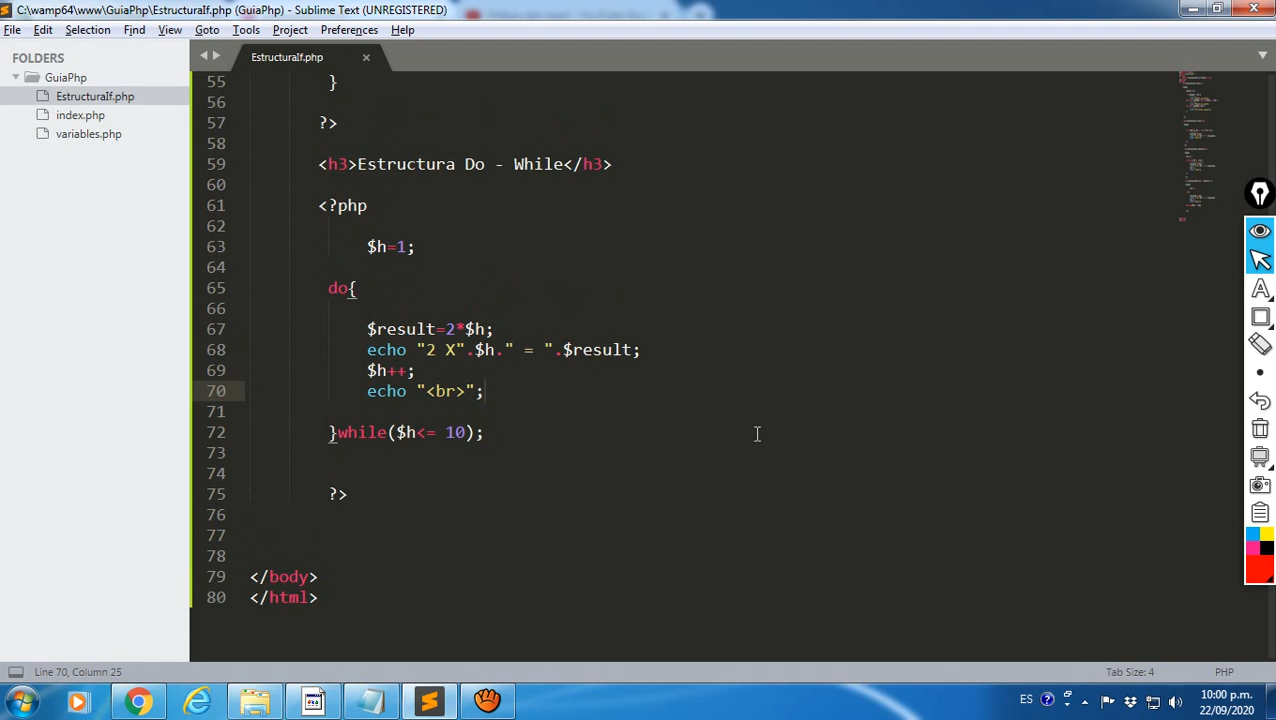 C:\wamp64\www\GuiaPhp\EstructuraIf.php (GuiaPhp) - Sublime Text (UNREGISTERED)
File Edit Selection Find View Goto Tools Project Preferences Help
FOLDERS
GuiaPhp
EstructuraIf.php
index.php
variables.php
EstructuraIf.php
55 }
56
57 ?>
58
59 <h3>Estructura Do - While</h3>
60
61 <?php
62
63 $h=1;
64
65 do{
66
67 $result=2*$h;
68 echo "2 X".$h." = ".$result;
69 $h++;
70 echo "<br>";
71
72 }while($h<= 10);
73
74
75 ?>
76
77
78
79 </body>
80 </html>
Line 70, Column 25
Tab Size: 4
PHP
ES
10:00 p.m.
22/09/2020